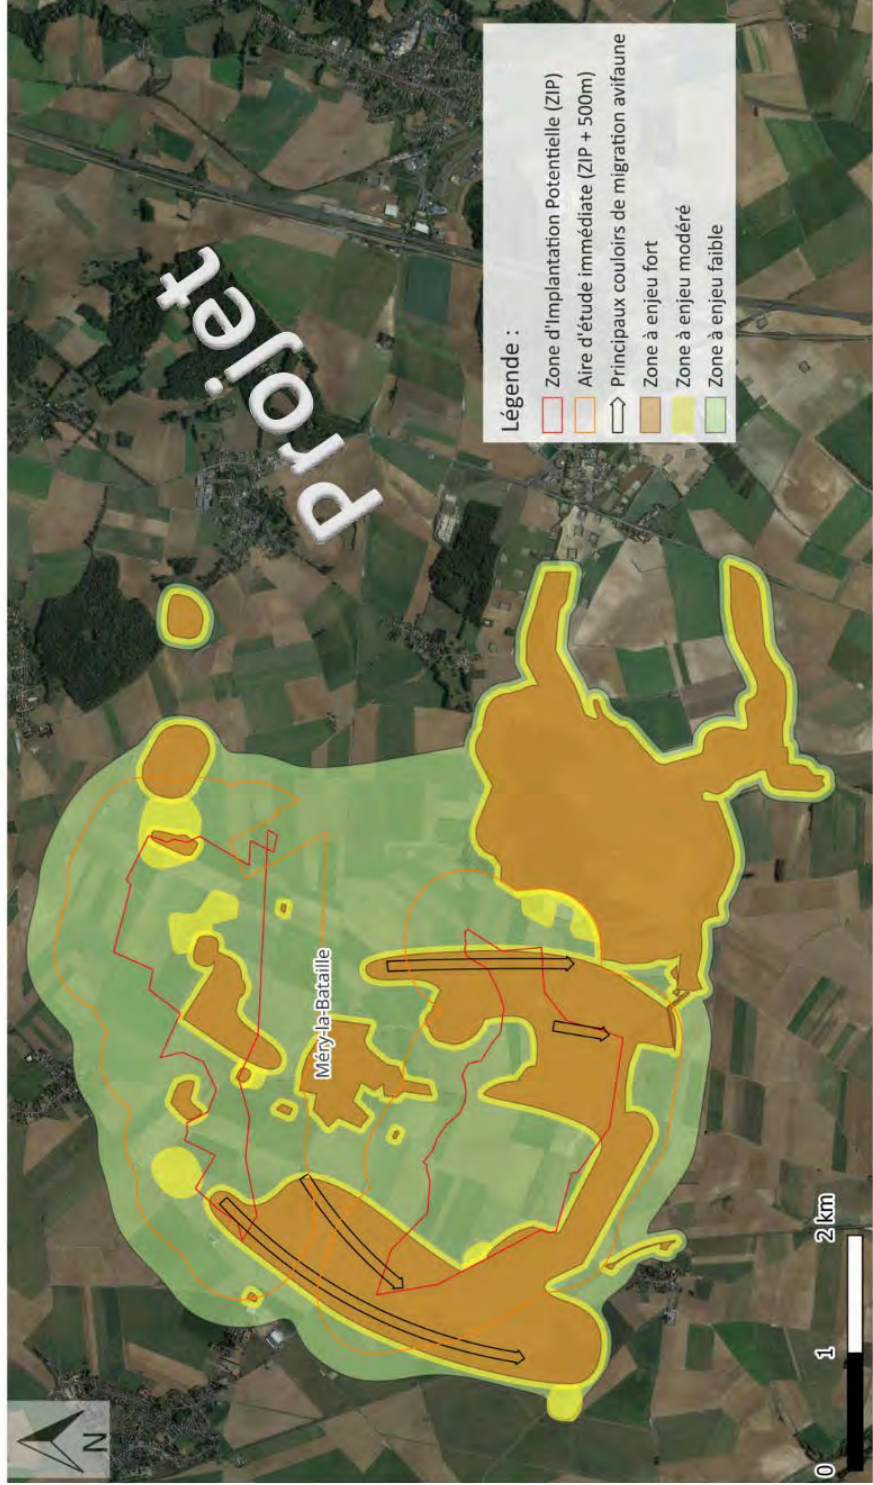 N
Projet
Méry-la-Bataille
Légende :
Zone d'Implantation Potentielle (ZIP)
Aire d'étude immédiate (ZIP + 500m)
Principaux couloirs de migration avifaune
Zone à enjeu fort
Zone à enjeu modéré
Zone à enjeu faible
0 1 2 km